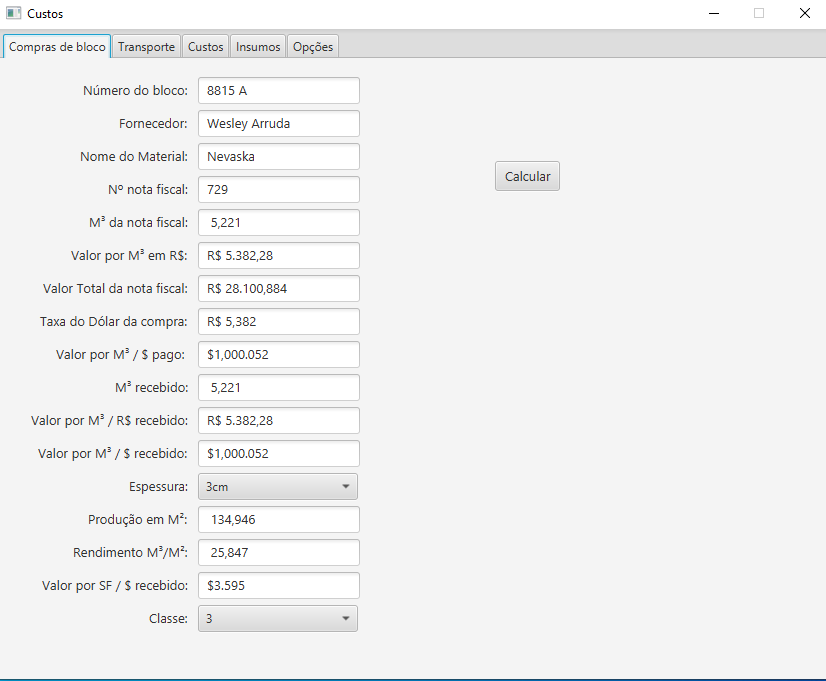 Custos
Compras de bloco Transporte Custos Insumos Opções
Número do bloco: 8815 A
Fornecedor: Wesley Arruda
Nome do Material: Nevaska
Nº nota fiscal: 729
M³ da nota fiscal: 5,221
Valor por M³ em R$: R$ 5.382,28
Valor Total da nota fiscal: R$ 28.100,884
Taxa do Dólar da compra: R$ 5,382
Valor por M³ / $ pago: $1,000.052
M³ recebido: 5,221
Valor por M³ / R$ recebido: R$ 5.382,28
Valor por M³ / $ recebido: $1,000.052
Espessura: 3cm
Produção em M²: 134,946
Rendimento M³/M²: 25,847
Valor por SF / $ recebido: $3.595
Classe: 3
Calcular